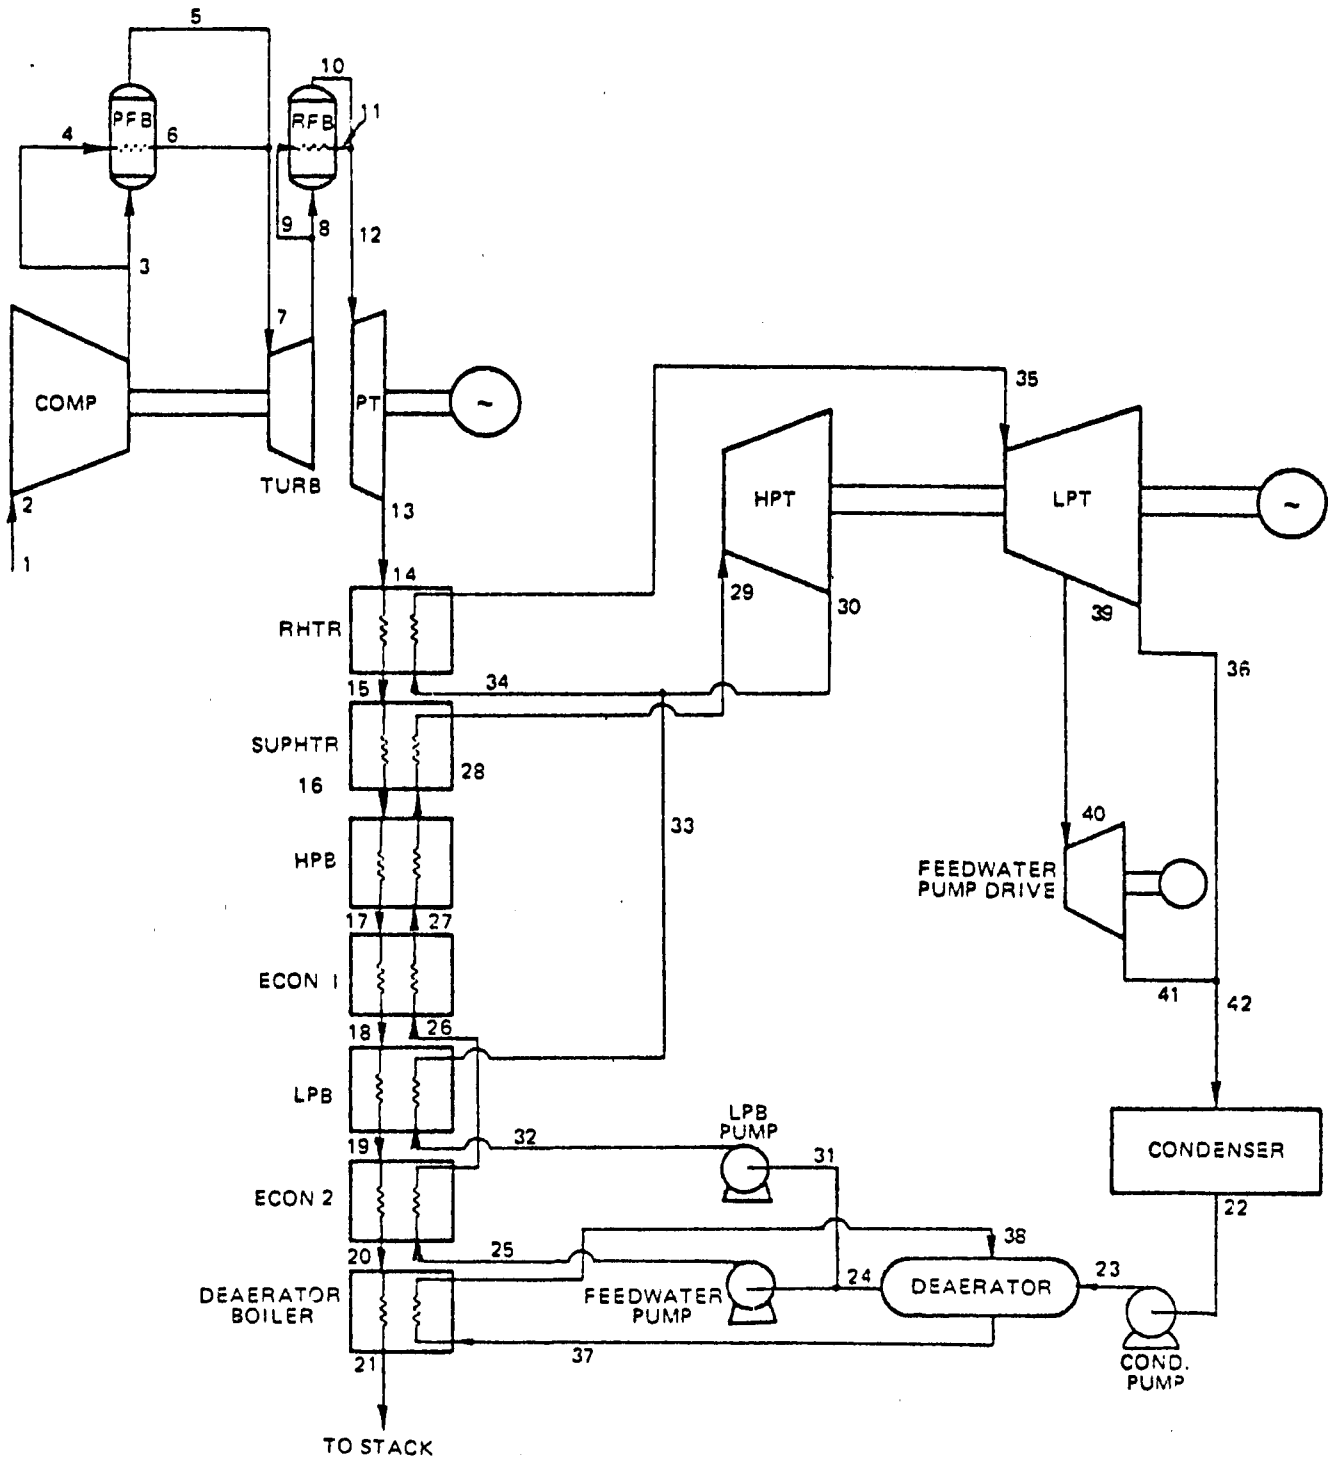 5
10
11
PFB
RFB
4
6
9
8
12
3
7
COMP
PT
~
TURB
2
1
13
35
HPT
LPT
~
14
29
30
39
36
RHTR
15
34
SUPHTR
28
16
33
40
HPB
FEEDWATER
PUMP DRIVE
17
27
ECON 1
41
42
18
26
LPB
LPB
PUMP
CONDENSER
19
32
31
ECON 2
22
20
25
38
24
DEAERATOR
23
DEAERATOR
BOILER
FEEDWATER
PUMP
21
37
COND.
PUMP
TO STACK